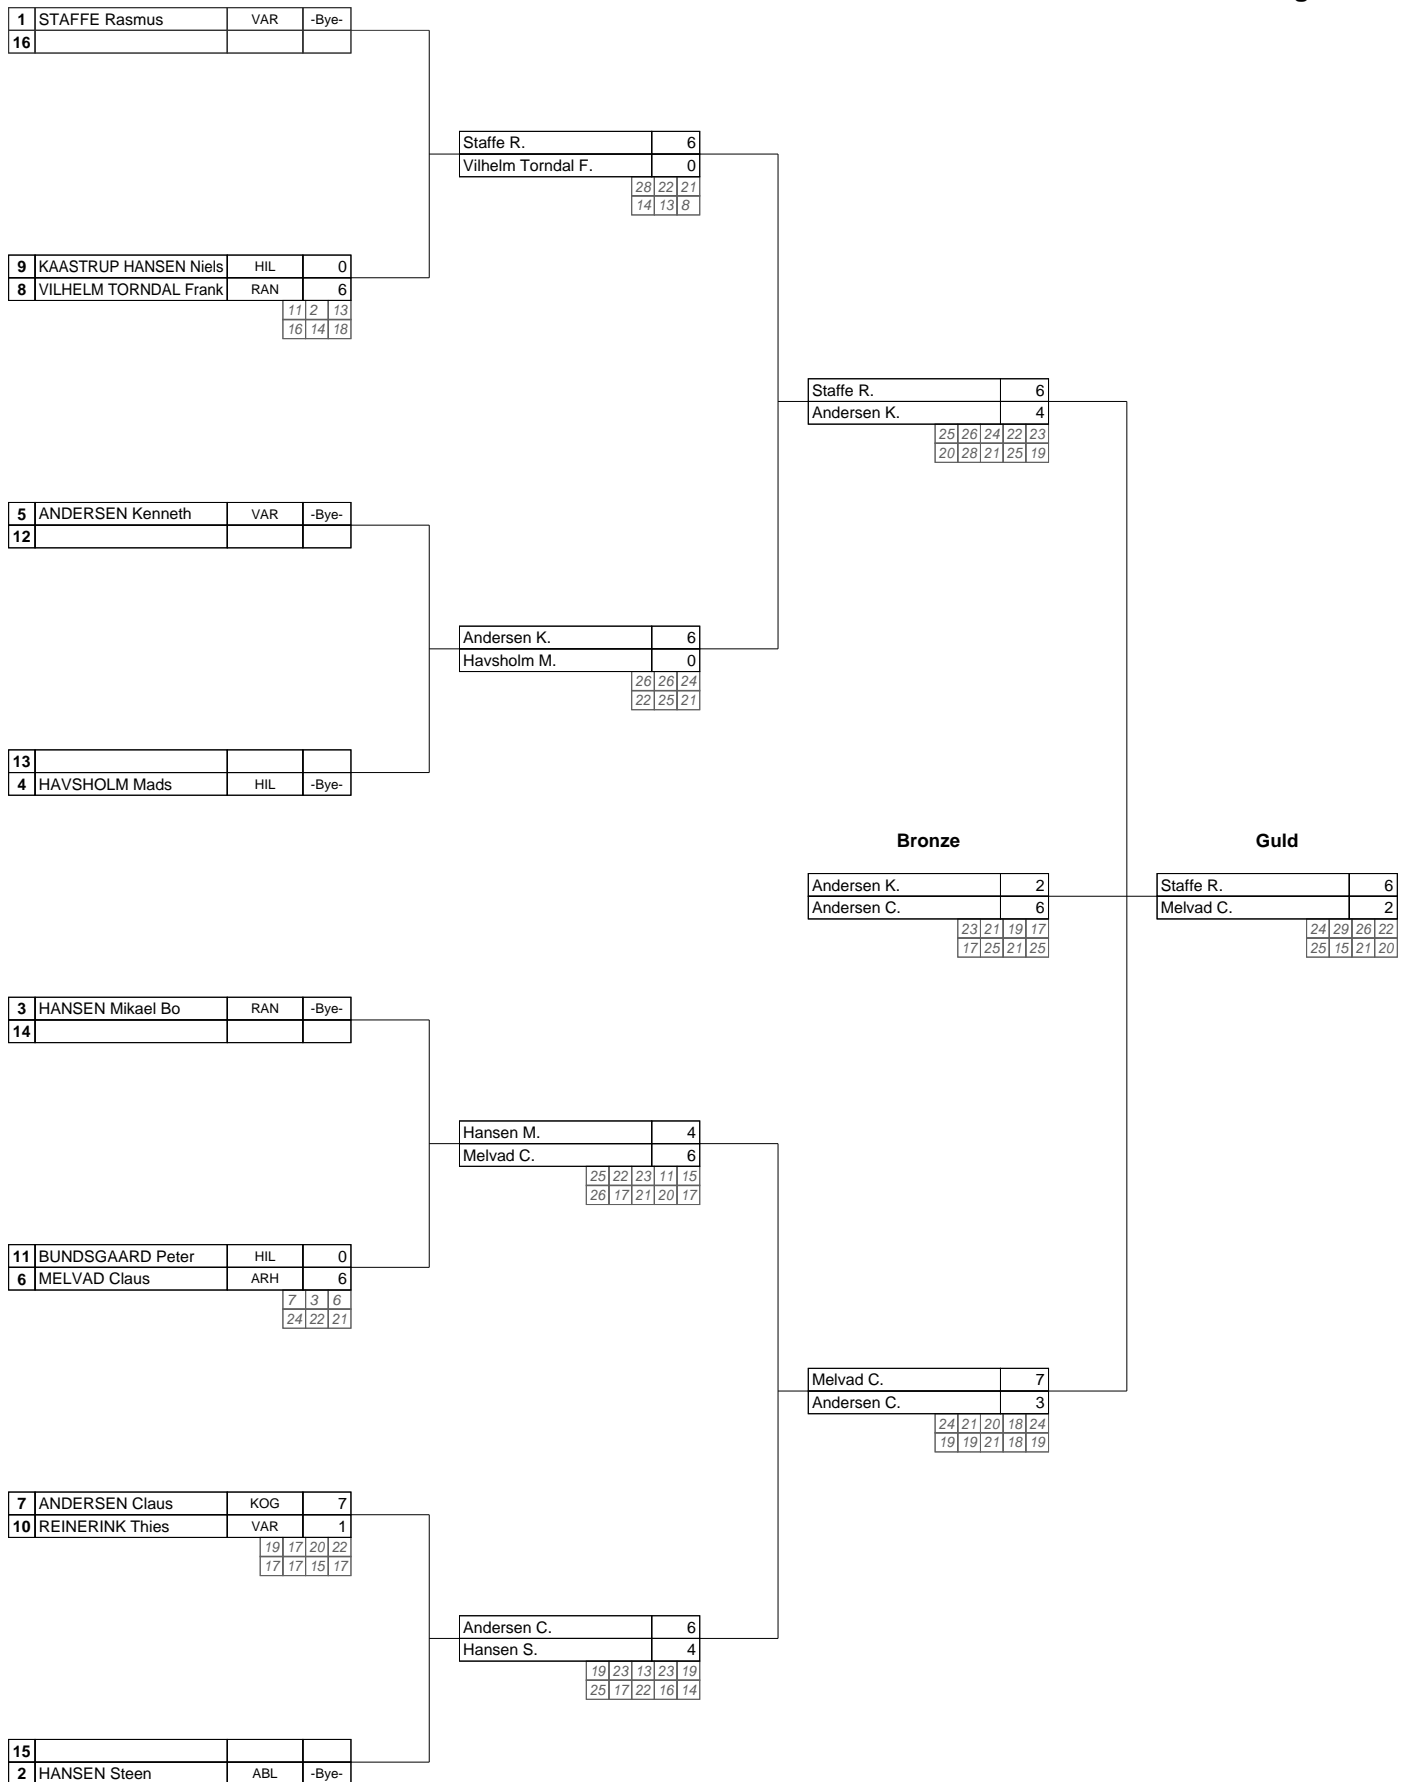 1 STAFFE Rasmus VAR -Bye-
16
Staffe R. 6
Vilhelm Torndal F. 0
28 22 21
14 13 8
9 KAASTRUP HANSEN Niels HIL 0
8 VILHELM TORNDAL Frank RAN 6
11 2 13
16 14 18
Staffe R. 6
Andersen K. 4
25 26 24 22 23
20 28 21 25 19
5 ANDERSEN Kenneth VAR -Bye-
12
Andersen K. 6
Havsholm M. 0
26 26 24
22 25 21
13
4 HAVSHOLM Mads HIL -Bye-
Bronze Guld
Andersen K. 2 Staffe R. 6
Andersen C. 6 Melvad C. 2
23 21 19 17 24 29 26 22
17 25 21 25 25 15 21 20
3 HANSEN Mikael Bo RAN -Bye-
14
Hansen M. 4
Melvad C. 6
25 22 23 11 15
26 17 21 20 17
11 BUNDSGAARD Peter HIL 0
6 MELVAD Claus ARH 6
7 3 6
24 22 21
Melvad C. 7
Andersen C. 3
24 21 20 18 24
19 19 21 18 19
7 ANDERSEN Claus KOG 7
10 REINERINK Thies VAR 1
19 17 20 22
17 17 15 17
Andersen C. 6
Hansen S. 4
19 23 13 23 19
25 17 22 16 14
15
2 HANSEN Steen ABL -Bye-